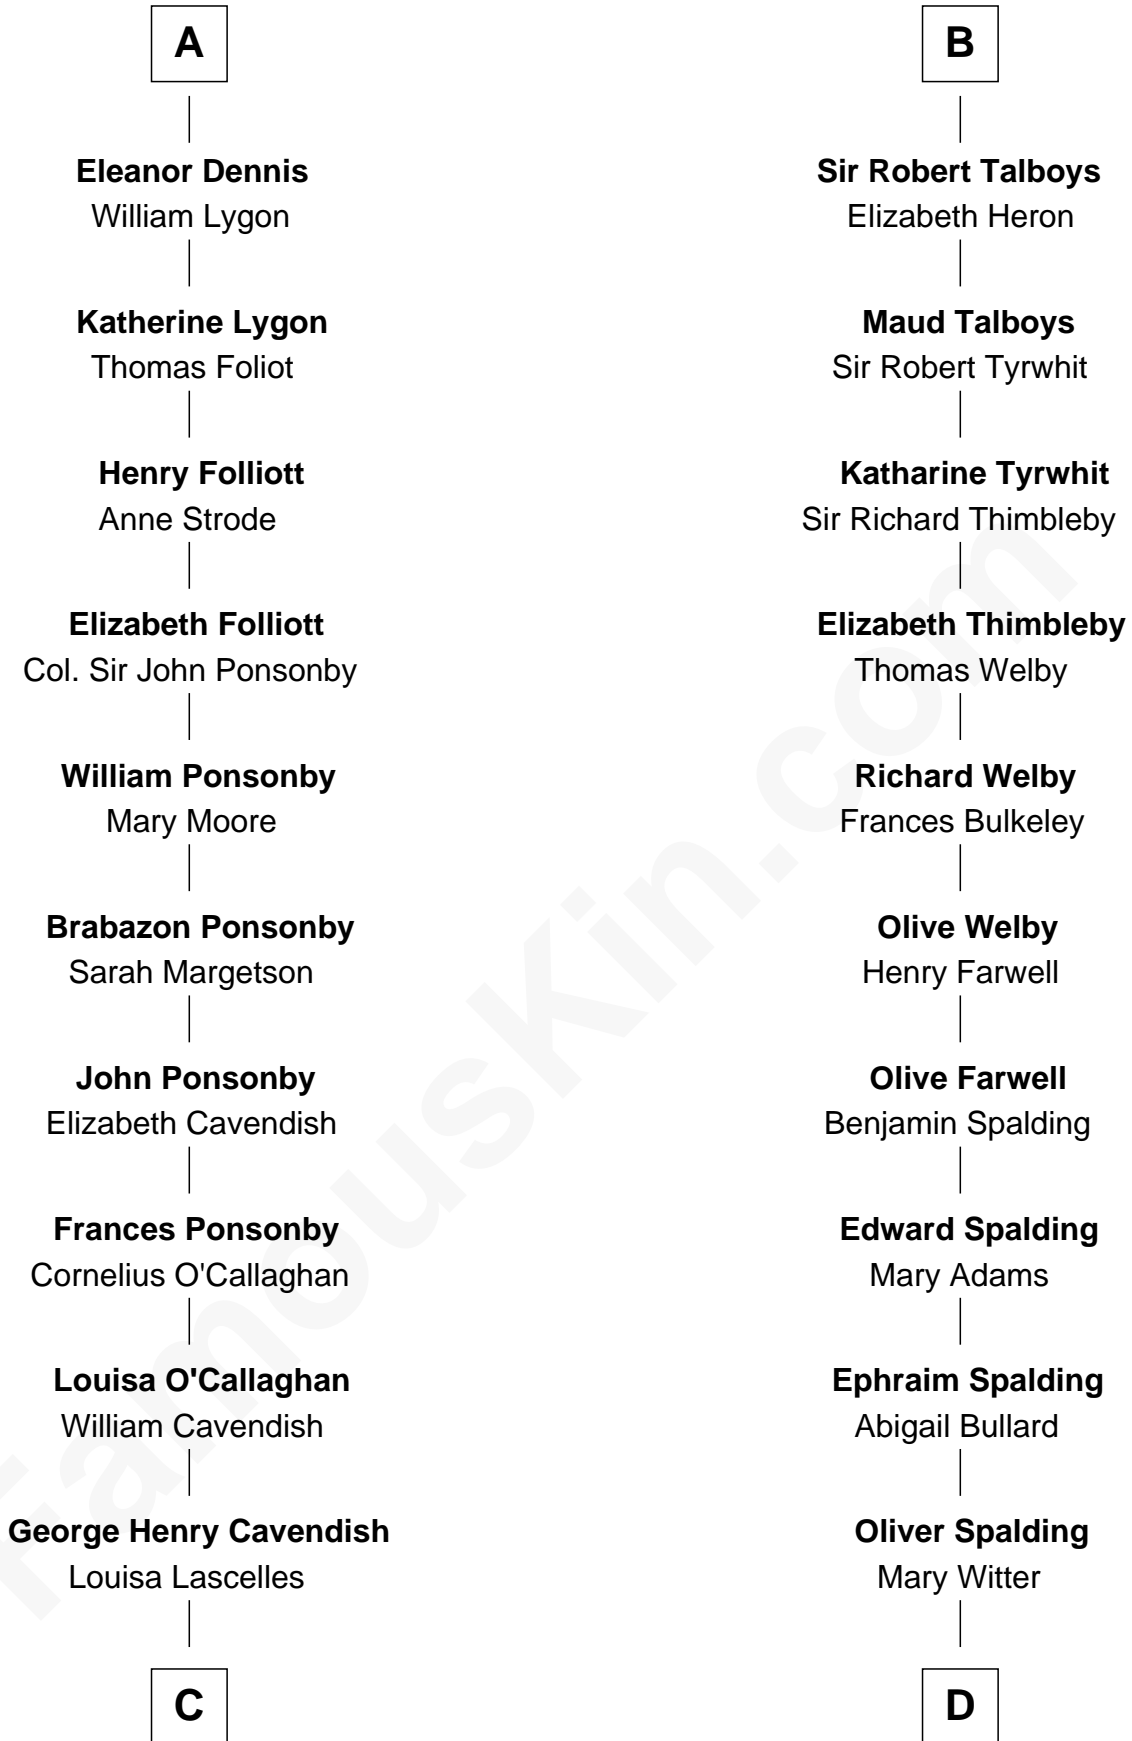 A
Eleanor Dennis
William Lygon
Katherine Lygon
Thomas Foliot
Henry Folliott
Anne Strode
Elizabeth Folliott
Col. Sir John Ponsonby
William Ponsonby
Mary Moore
Brabazon Ponsonby
Sarah Margetson
John Ponsonby
Elizabeth Cavendish
Frances Ponsonby
Cornelius O'Callaghan
Louisa O'Callaghan
William Cavendish
George Henry Cavendish
Louisa Lascelles
C
B
Sir Robert Talboys
Elizabeth Heron
Maud Talboys
Sir Robert Tyrwhit
Katharine Tyrwhit
Sir Richard Thimbleby
Elizabeth Thimbleby
Thomas Welby
Richard Welby
Frances Bulkeley
Olive Welby
Henry Farwell
Olive Farwell
Benjamin Spalding
Edward Spalding
Mary Adams
Ephraim Spalding
Abigail Bullard
Oliver Spalding
Mary Witter
D
FamousKin.com